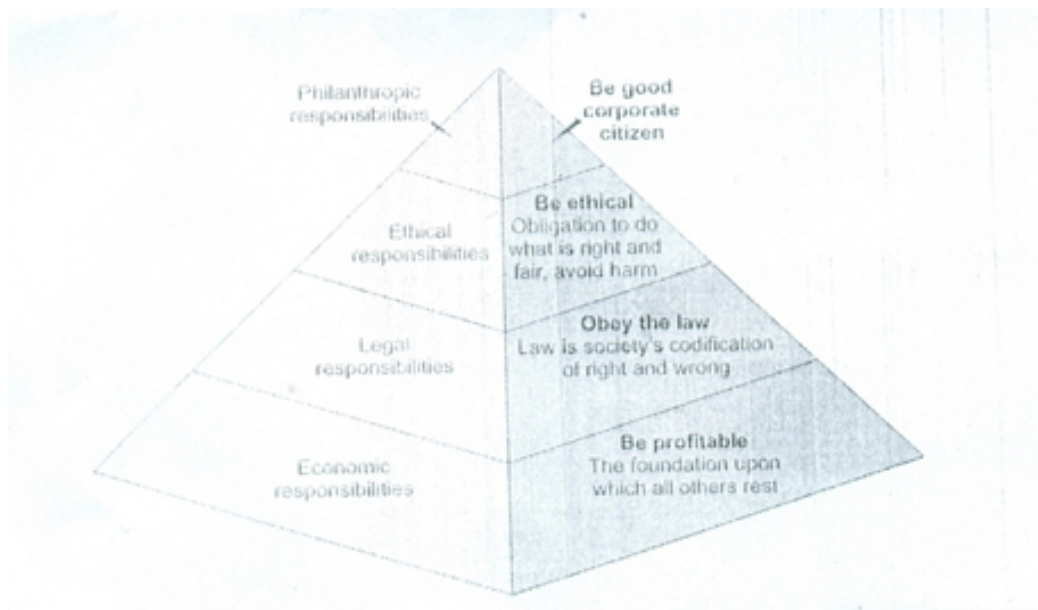 Philanthropic
responsibilities
Be good
corporate
citizen
Ethical
responsibilities
Be ethical
Obligation to do
what is right and
fair, avoid harm
Legal
responsibilities
Obey the law
Law is society's codification
of right and wrong
Economic
responsibilities
Be profitable
The foundation upon
which all others rest